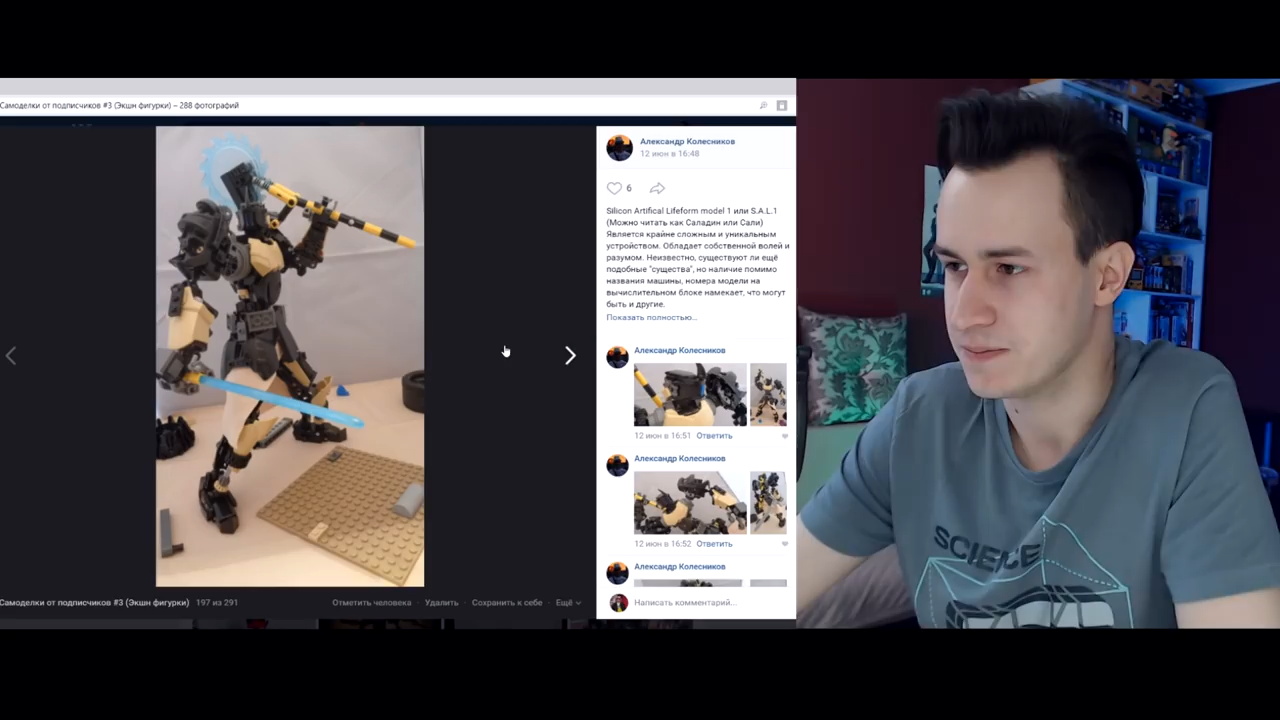 Самоделки от подписчиков #3 (Экшн фигурки) – 288 фотографий
Александр Колесников
12 июн в 16:48
6
Silicon Artifical Lifeform model 1 или S.A.L.1
(Можно читать как Саладин или Сали)
Является крайне сложным и уникальным
устройством. Обладает собственной волей и
разумом. Неизвестно, существуют ли ещё
подобные "существа", но наличие помимо
названия машины, номера модели на
вычислительном блоке намекает, что могут
быть и другие.
Показать полностью...
Александр Колесников
12 июн в 16:51 Ответить
Александр Колесников
12 июн в 16:52 Ответить
Александр Колесников
Написать комментарий...
Самоделки от подписчиков #3 (Экшн фигурки) 197 из 291
Отметить человека · Удалить · Сохранить к себе · Ещё
SCIENCE